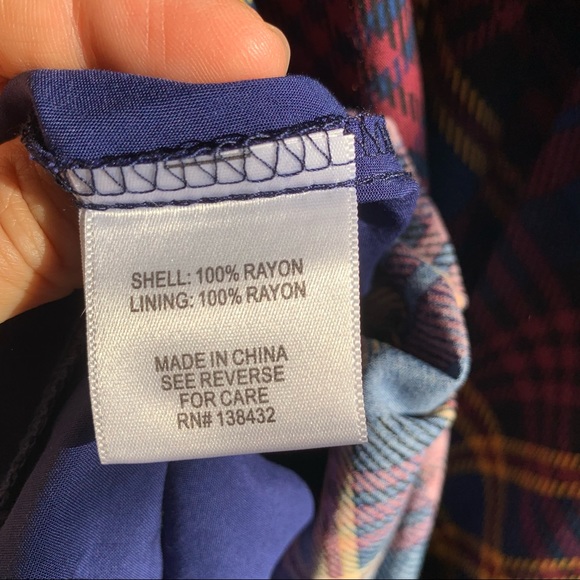 SHELL: 100% RAYON
LINING: 100% RAYON
MADE IN CHINA
SEE REVERSE
FOR CARE
RN# 138432